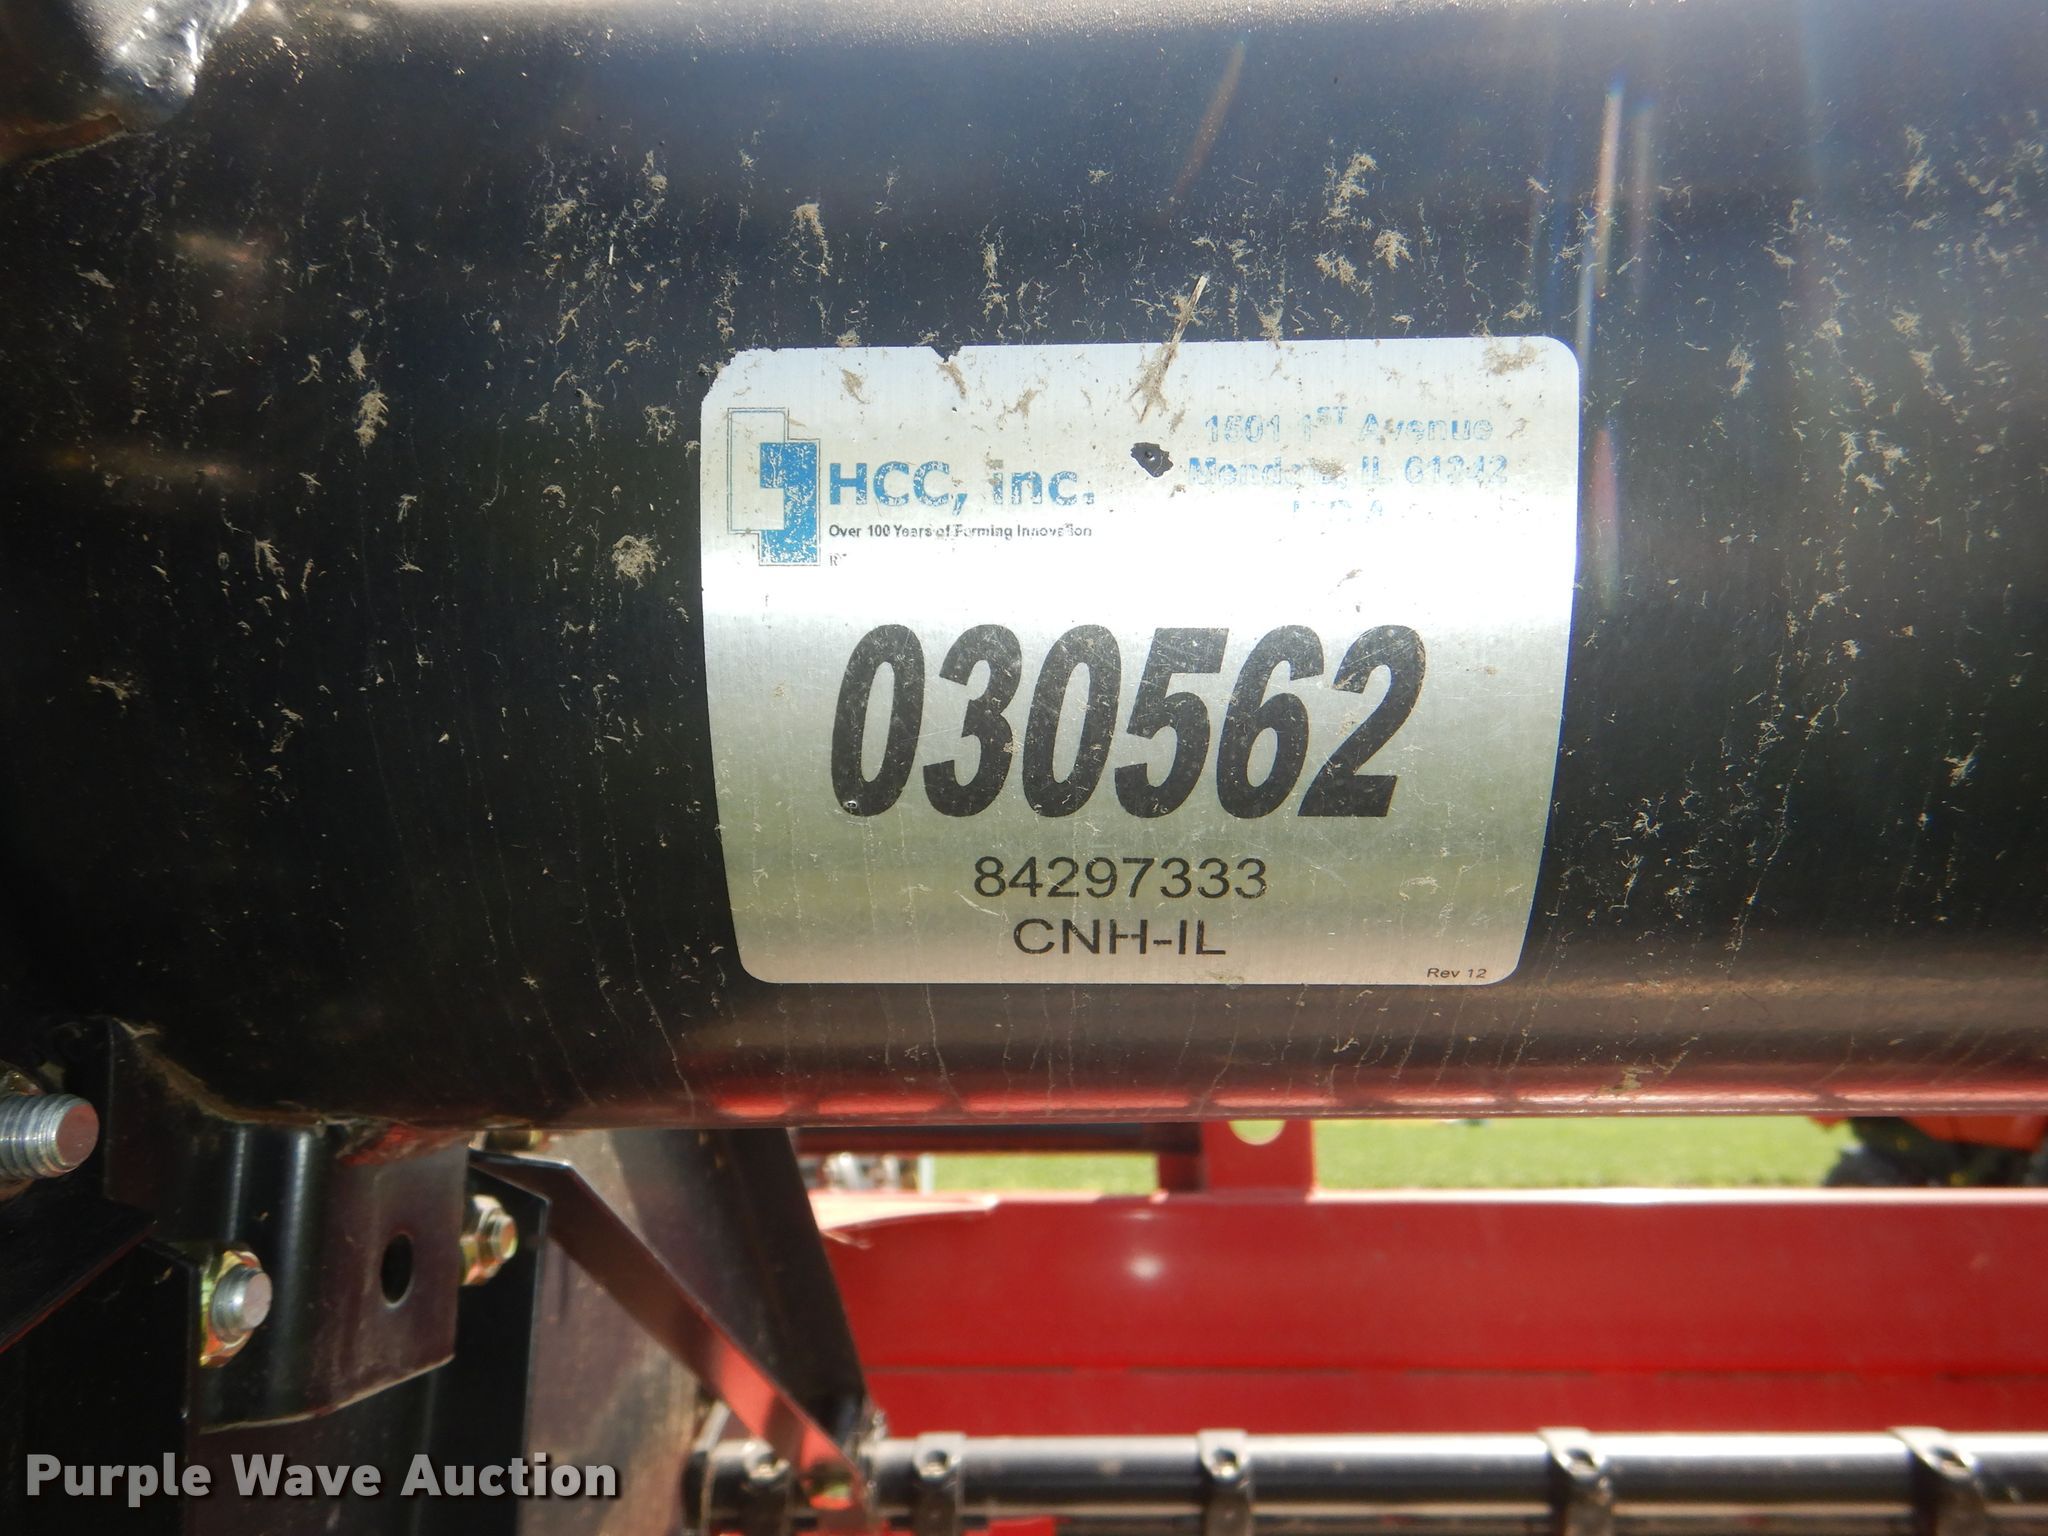 HCC, inc.
Over 100 Years of Farming Innovation
1501 1ST Avenue
IL
030562
84297333
CNH-IL
Rev 12
Purple Wave Auction